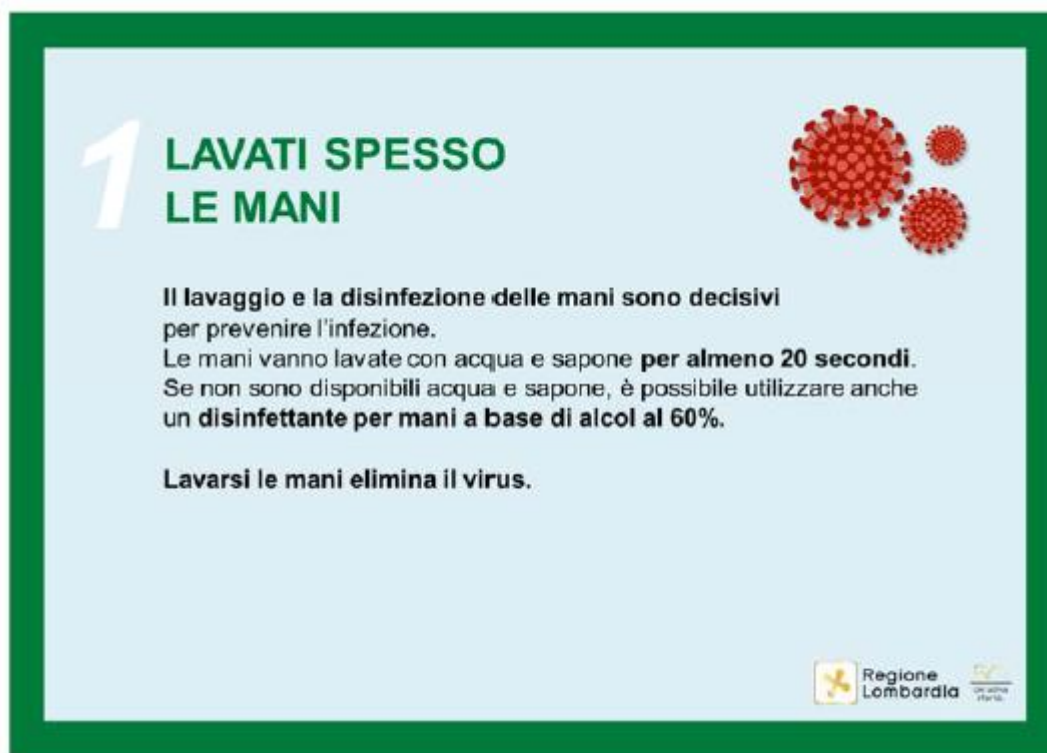 1
LAVATI SPESSO
LE MANI
Il lavaggio e la disinfezione delle mani sono decisivi
per prevenire l'infezione.
Le mani vanno lavate con acqua e sapone per almeno 20 secondi.
Se non sono disponibili acqua e sapone, è possibile utilizzare anche
un disinfettante per mani a base di alcol al 60%.
Lavarsi le mani elimina il virus.
Regione
Lombardia